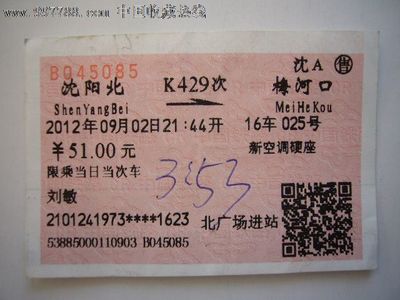 中国收藏热线
沈A 售
B045085
沈阳北 K429次 梅河口
ShenYangBei MeiHeKou
2012年09月02日21:44开 16车 025号
￥51.00元 新空调硬座
限乘当日当次车
3:53
刘敏
2101241973****1623 北广场进站
53885000110903 B045085